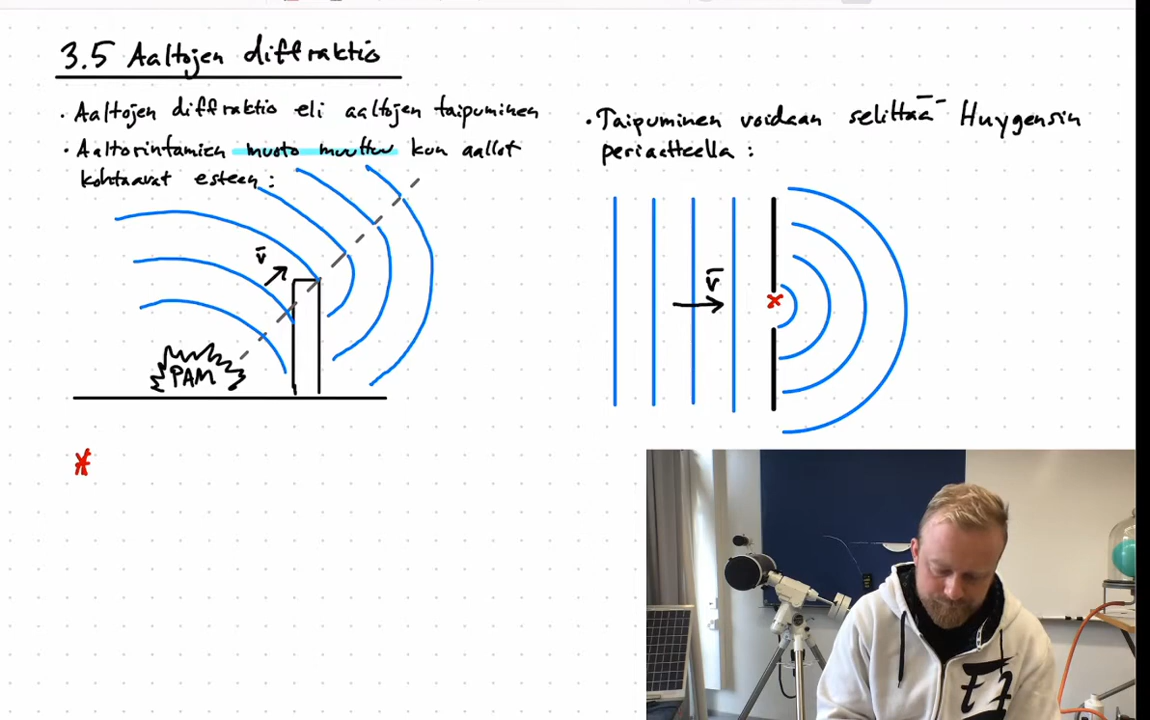 3.5 Aaltojen diffraktio
• Aaltojen diffraktio eli aaltojen taipuminen
• Aaltorintamien muoto muuttuu kun aallot
kohtaavat esteen:
v̄
PAM
*
• Taipuminen voidaan selittää Huygensin
periaatteella:
v̄
×